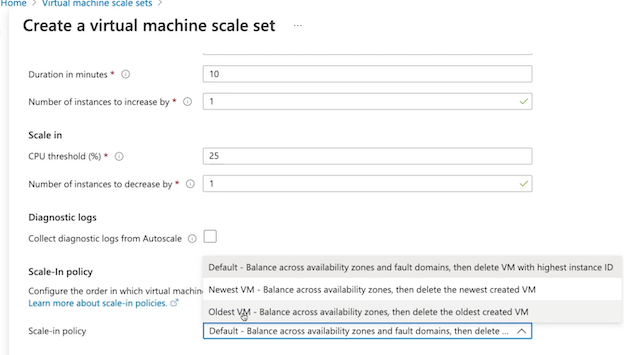 Home > Virtual machine scale sets >
Create a virtual machine scale set ...
Duration in minutes *
10
Number of instances to increase by *
1
Scale in
CPU threshold (%) *
25
Number of instances to decrease by *
1
Diagnostic logs
Collect diagnostic logs from Autoscale
Scale-In policy
Default - Balance across availability zones and fault domains, then delete VM with highest instance ID
Configure the order in which virtual machin
Newest VM - Balance across availability zones, then delete the newest created VM
Learn more about scale-in policies.
Oldest VM - Balance across availability zones, then delete the oldest created VM
Scale-in policy
Default - Balance across availability zones and fault domains, then delete ...